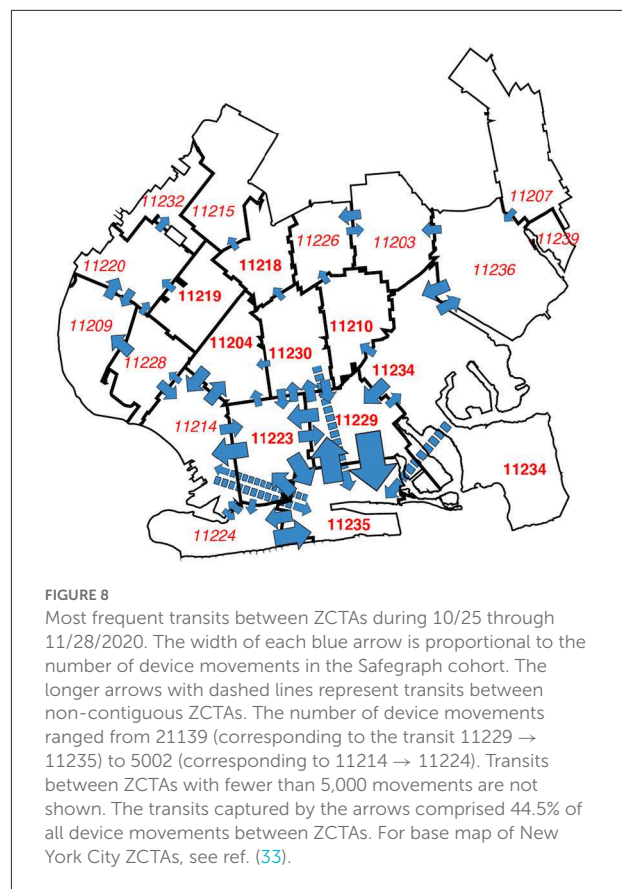 11232
11215
11207
11226
11203
11239
11220
11218
11236
11219
11209
11204
11210
11230
11228
11234
11214
11223
11229
11234
11224
11235
FIGURE 8
Most frequent transits between ZCTAs during 10/25 through
11/28/2020. The width of each blue arrow is proportional to the
number of device movements in the Safegraph cohort. The
longer arrows with dashed lines represent transits between
non-contiguous ZCTAs. The number of device movements
ranged from 21139 (corresponding to the transit 11229 →
11235) to 5002 (corresponding to 11214 → 11224). Transits
between ZCTAs with fewer than 5,000 movements are not
shown. The transits captured by the arrows comprised 44.5% of
all device movements between ZCTAs. For base map of New
York City ZCTAs, see ref. (33).